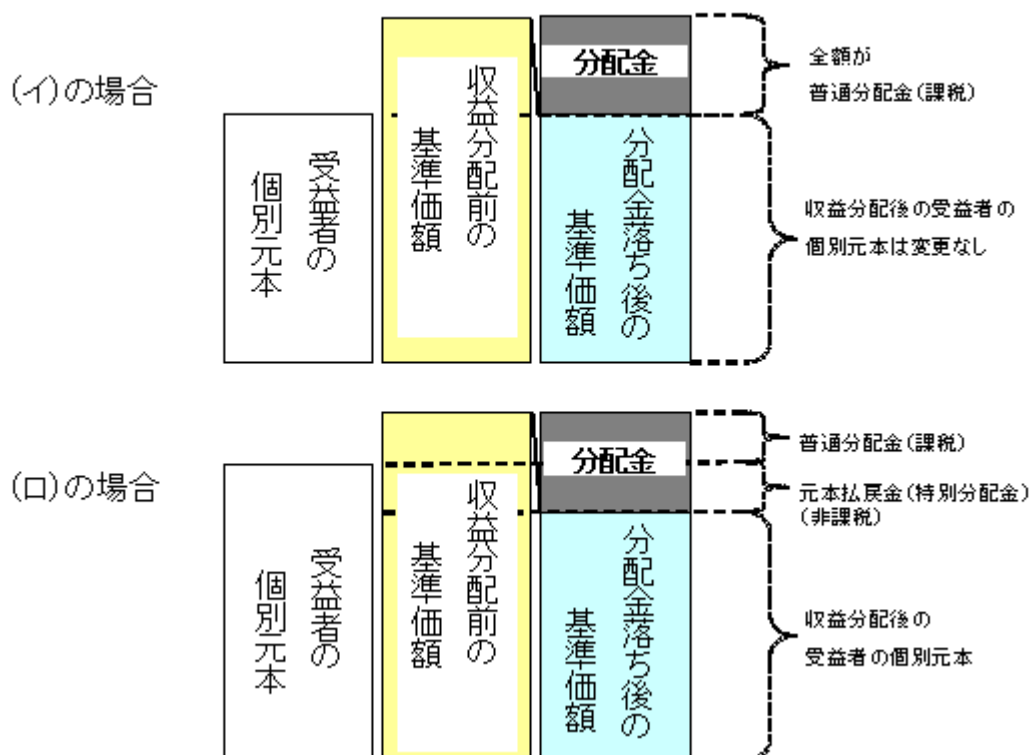 (イ)の場合
受益者の
個別元本
収益分配前の
基準価額
分配金
分配金落ち後の
基準価額
全額が
普通分配金(課税)
収益分配後の受益者の
個別元本は変更なし
(ロ)の場合
受益者の
個別元本
収益分配前の
基準価額
分配金
分配金落ち後の
基準価額
普通分配金(課税)
元本払戻金(特別分配金)
(非課税)
収益分配後の
受益者の個別元本